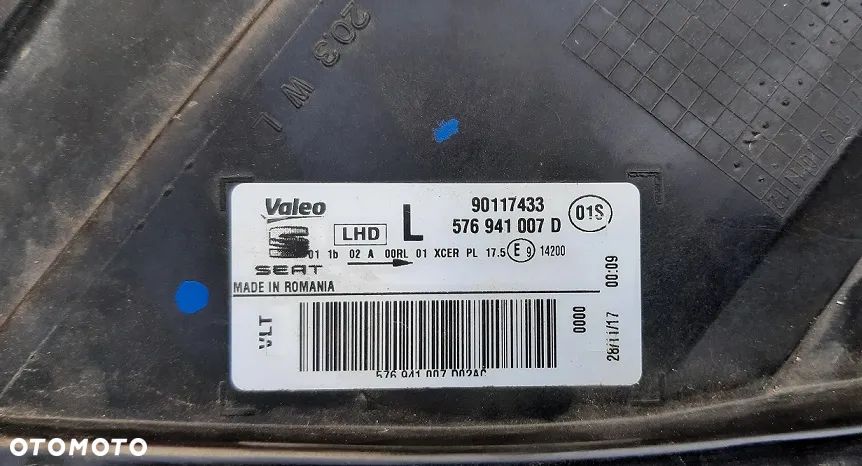 203 W L
Valeo
SEAT
LHD
L
90117433
576 941 007 D
01S
01 1b 02 A 00RL 01 XCER PL 17.5 E 9 14200
MADE IN ROMANIA
VLT
0000
28/11/17 00:09
576 941 007 D02AC
OTOMOTO